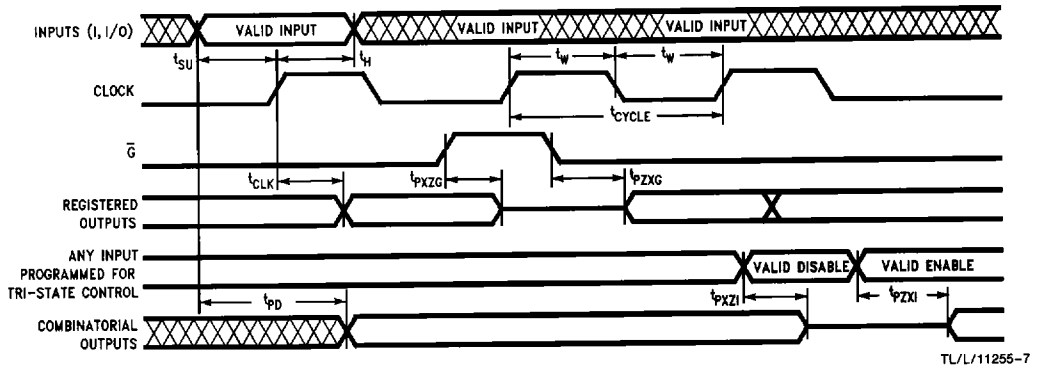 INPUTS (I, I/O)
VALID INPUT
VALID INPUT
VALID INPUT
tSU
tH
tW
tW
CLOCK
tCYCLE
G̅
tCLK
tPXZG
tPZXG
REGISTERED
OUTPUTS
ANY INPUT
PROGRAMMED FOR
TRI-STATE CONTROL
VALID DISABLE
VALID ENABLE
tPD
tPXZI
tPZXI
COMBINATORIAL
OUTPUTS
TL/L/11255-7